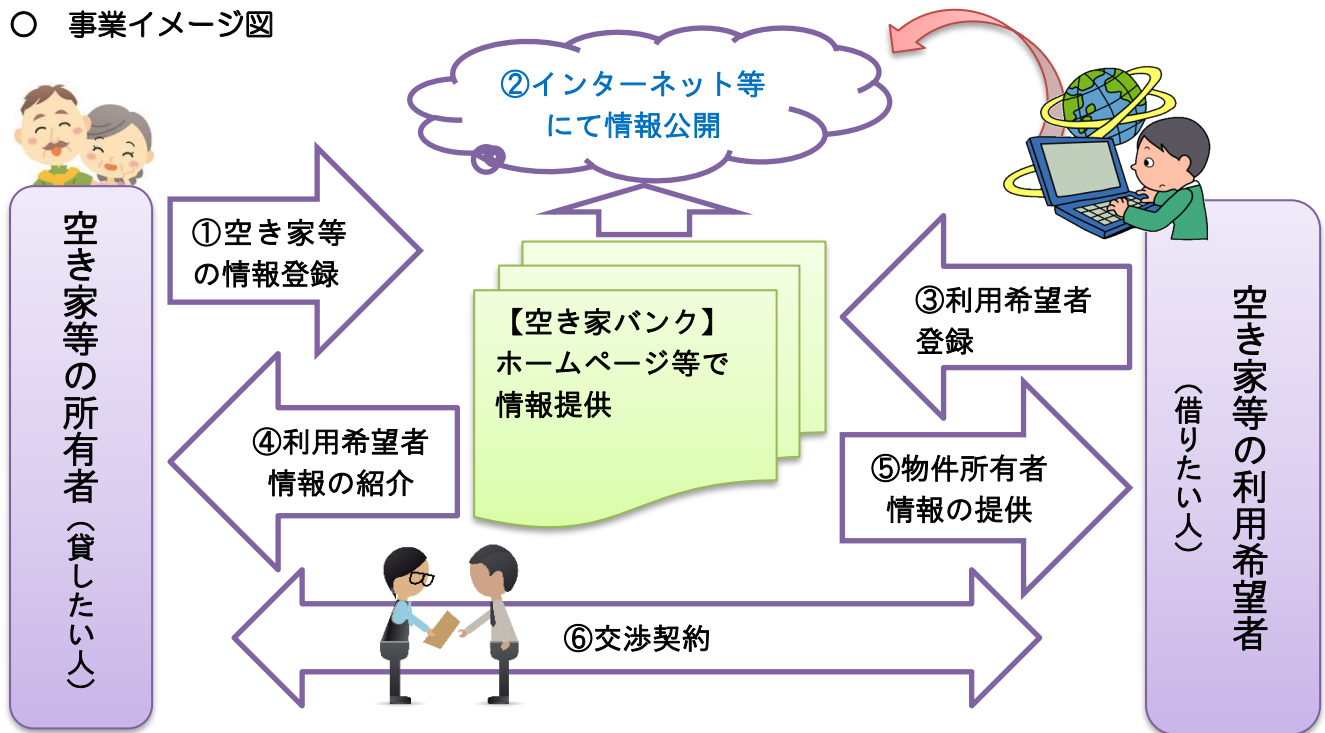 ○ 事業イメージ図
②インターネット等
にて情報公開
空き家等の所有者（貸したい人）
①空き家等
の情報登録
【空き家バンク】
ホームページ等で
情報提供
③利用希望者
登録
④利用希望者
情報の紹介
⑤物件所有者
情報の提供
⑥交渉契約
空き家等の利用希望者
（借りたい人）